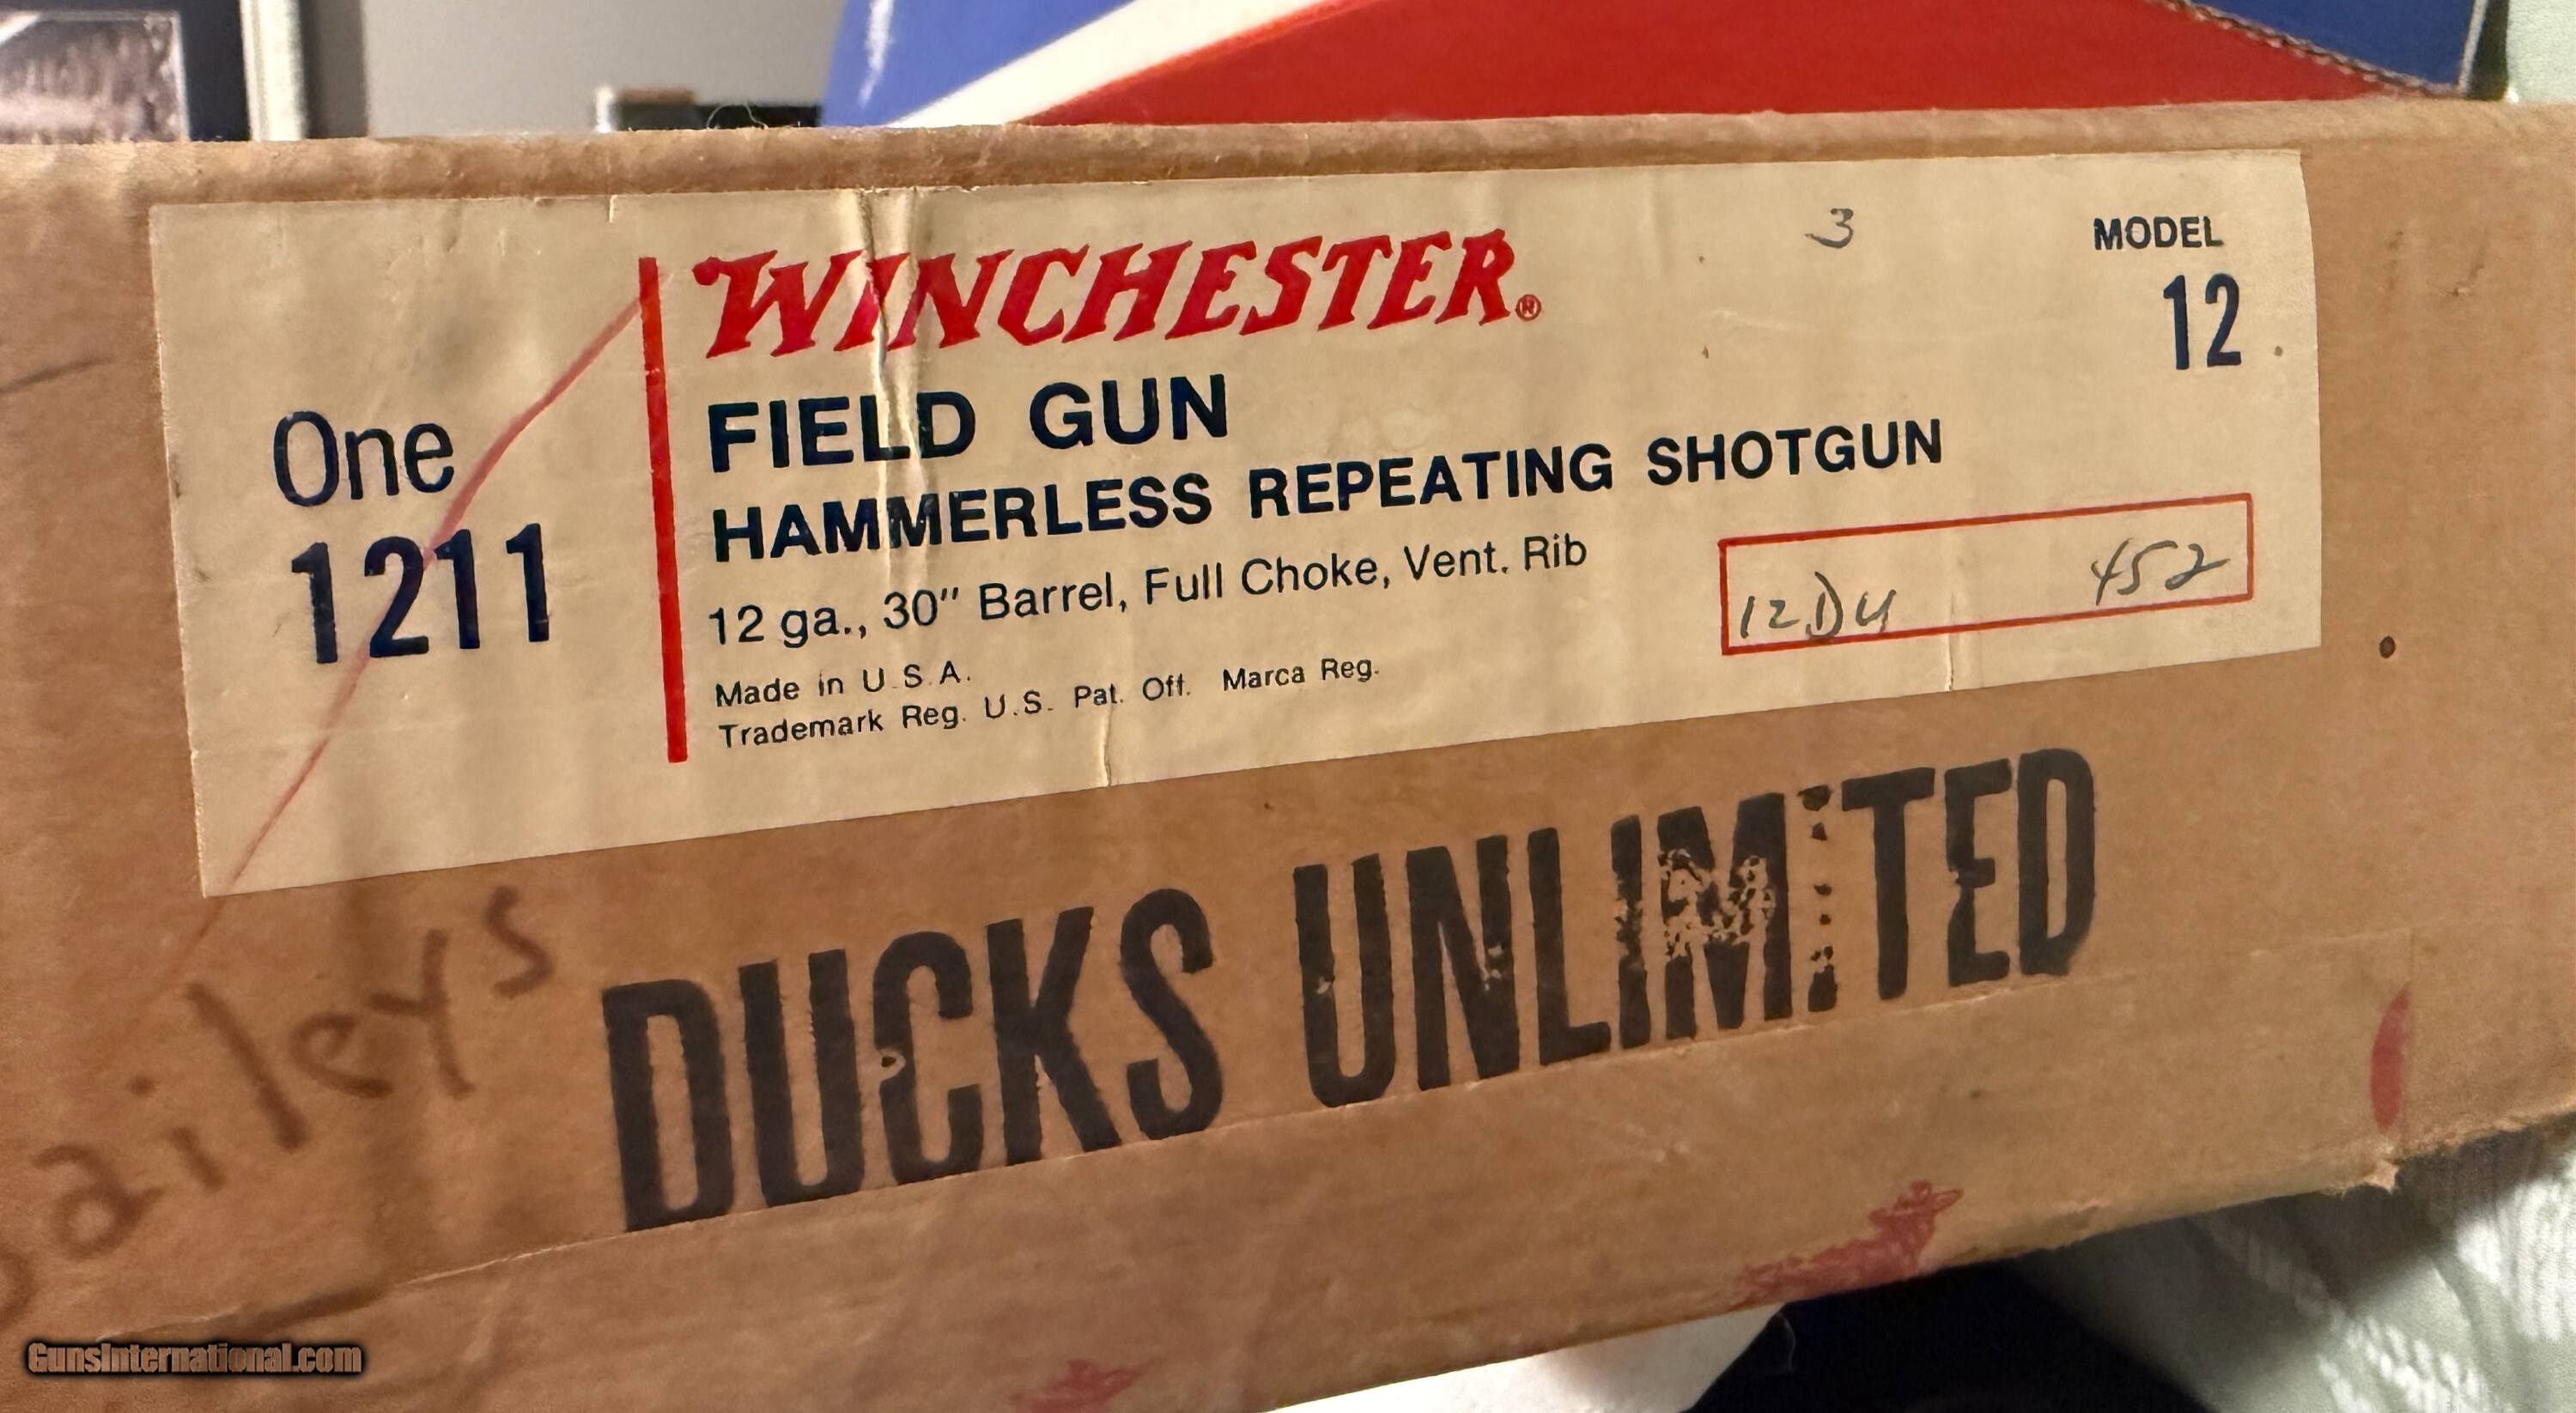 3
MODEL
12
WINCHESTER®
One
1211
FIELD GUN
HAMMERLESS REPEATING SHOTGUN
12 ga., 30" Barrel, Full Choke, Vent. Rib
12DU 452
Made in U.S.A.
Trademark Reg. U.S. Pat. Off. Marca Reg.
DUCKS UNLIMITED
aileys
GunsInternational.com